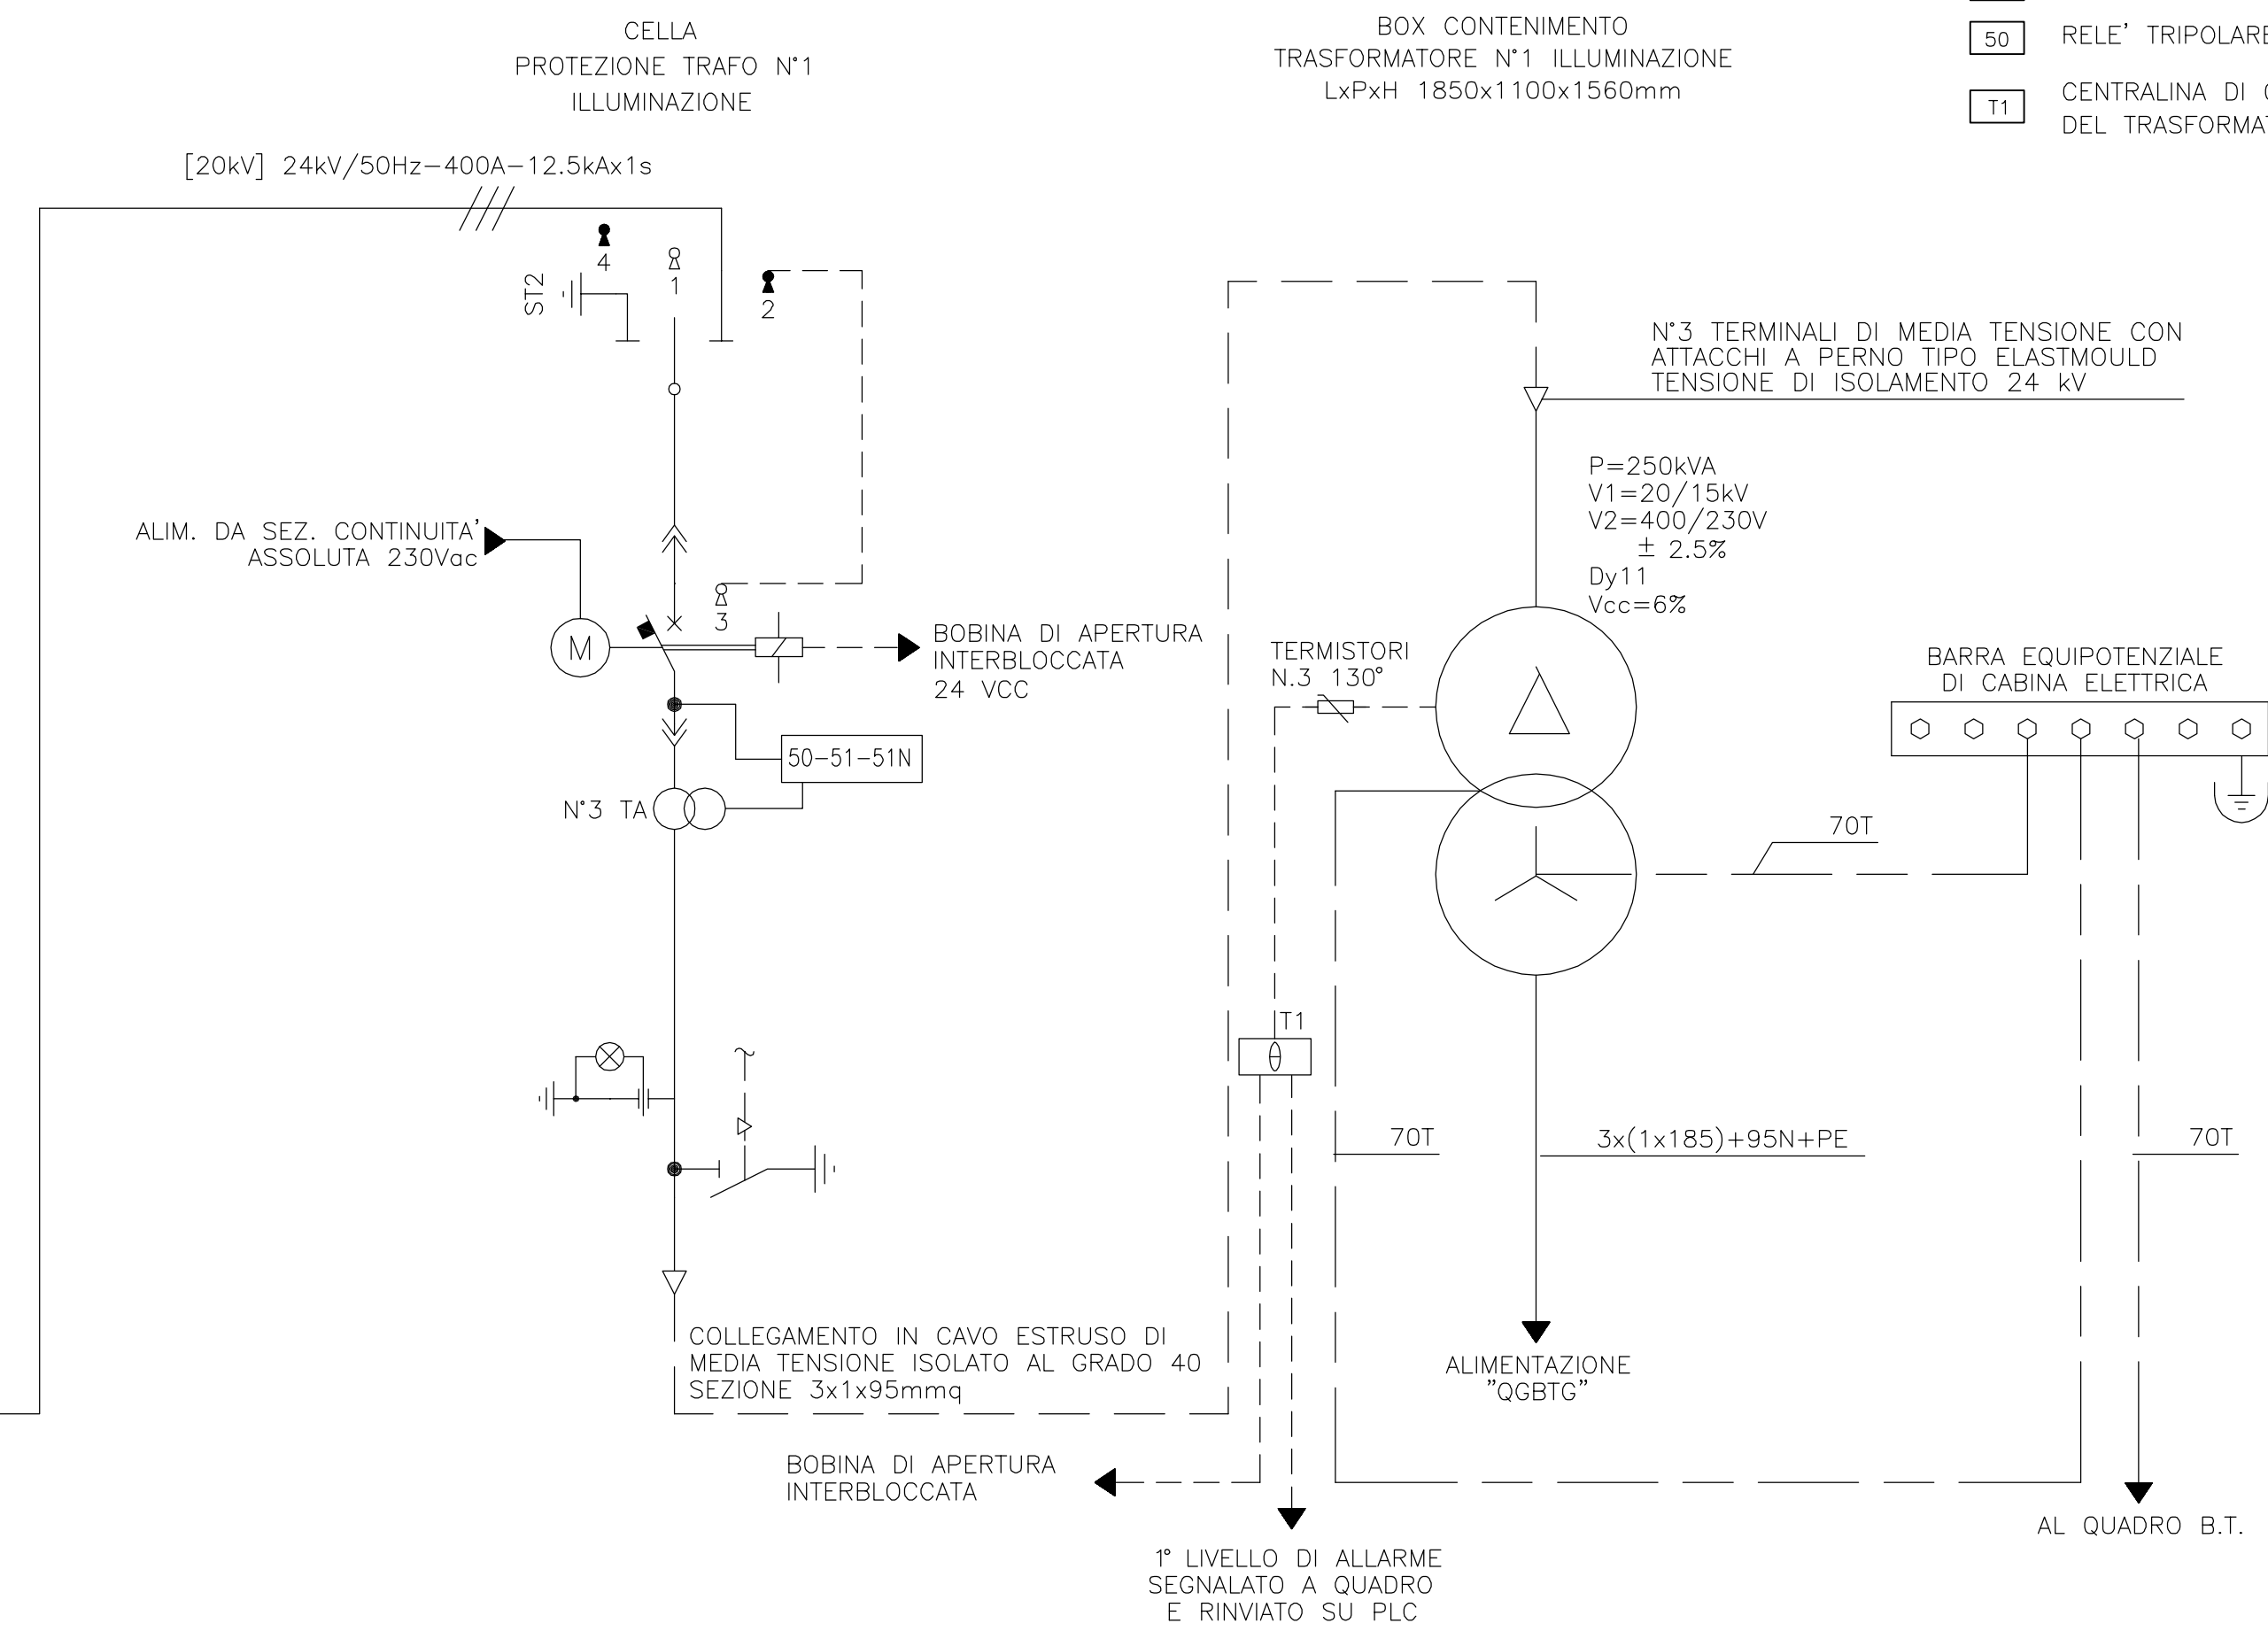 CELLA
PROTEZIONE TRAFO N°1
ILLUMINAZIONE
BOX CONTENIMENTO
TRASFORMATORE N°1 ILLUMINAZIONE
LxPxH 1850x1100x1560mm
50 RELE' TRIPOLARE
T1 CENTRALINA DI
DEL
[20kV] 24kV/50Hz-400A-12.5kAx1s
4
1
2
ST2
N°3 TERMINALI DI MEDIA TENSIONE CON
ATTACCHI A PERNO TIPO ELASTMOULD
TENSIONE DI ISOLAMENTO 24 kV
P=250kVA
V1=20/15kV
V2=400/230V
± 2.5%
Dy11
Vcc=6%
ALIM. DA SEZ. CONTINUITA'
ASSOLUTA 230Vac
3
M
BOBINA DI APERTURA
INTERBLOCCATA
24 VCC
TERMISTORI
N.3 130°
BARRA EQUIPOTENZIALE
DI CABINA ELETTRICA
50-51-51N
N°3 TA
70T
T1
70T
3x(1x185)+95N+PE
70T
COLLEGAMENTO IN CAVO ESTRUSO DI
MEDIA TENSIONE ISOLATO AL GRADO 40
SEZIONE 3x1x95mmq
ALIMENTAZIONE
"QGBTG"
BOBINA DI APERTURA
INTERBLOCCATA
AL QUADRO B.T.
1° LIVELLO DI ALLARME
SEGNALATO A QUADRO
E RINVIATO SU PLC